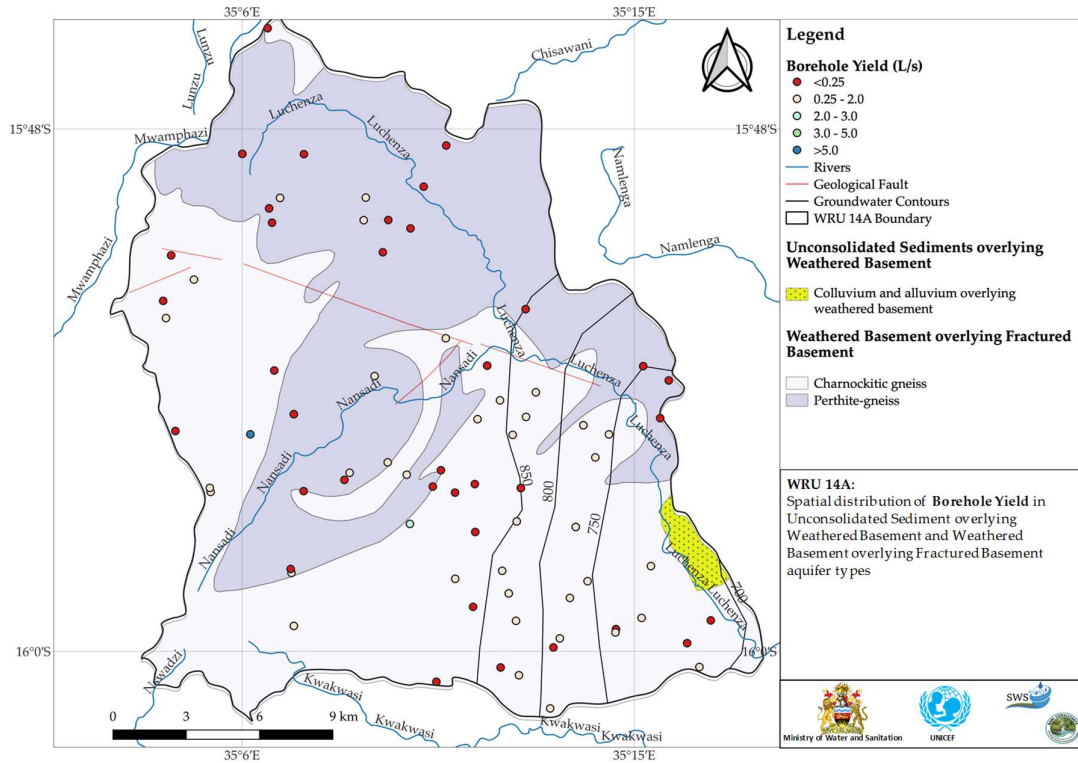 35°6'E
35°15'E
Lunzu
Lunzu
Chisawani
Luchenza
Luchenza
15°48'S
15°48'S
Mwamphazi
Namlenga
Namlenga
Mwamphazi
Luchenza
Luchenza
Nansadi
Nansadi
Luchenza
Nansadi
850
800
750
Nansadi
Luchenza
Luchenza
700
16°0'S
16°0'S
Kwakwasi
Kwakwasi
Kwakwasi
Kwakwasi
0 3 6 9 km
35°6'E
35°15'E
Legend
Borehole Yield (L/s)
<0.25
0.25 - 2.0
2.0 - 3.0
3.0 - 5.0
>5.0
Rivers
Geological Fault
Groundwater Contours
WRU 14A Boundary
Unconsolidated Sediments overlying
Weathered Basement
Colluvium and alluvium overlying
weathered basement
Weathered Basement overlying Fractured
Basement
Charnockitic gneiss
Perthite-gneiss
WRU 14A:
Spatial distribution of Borehole Yield in
Unconsolidated Sediment overlying
Weathered Basement and Weathered
Basement overlying Fractured Basement
aquifer types
SWS
Ministry of Water and Sanitation
UNICEF